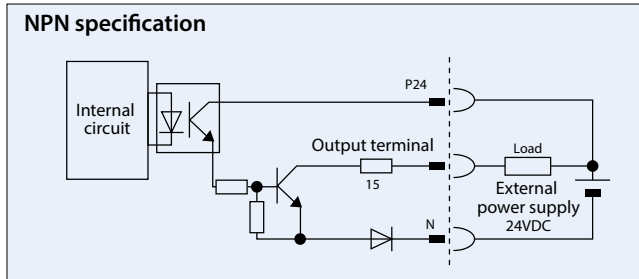 NPN specification
P24
Internal
circuit
Output terminal
Load
15
External
power supply
24VDC
N